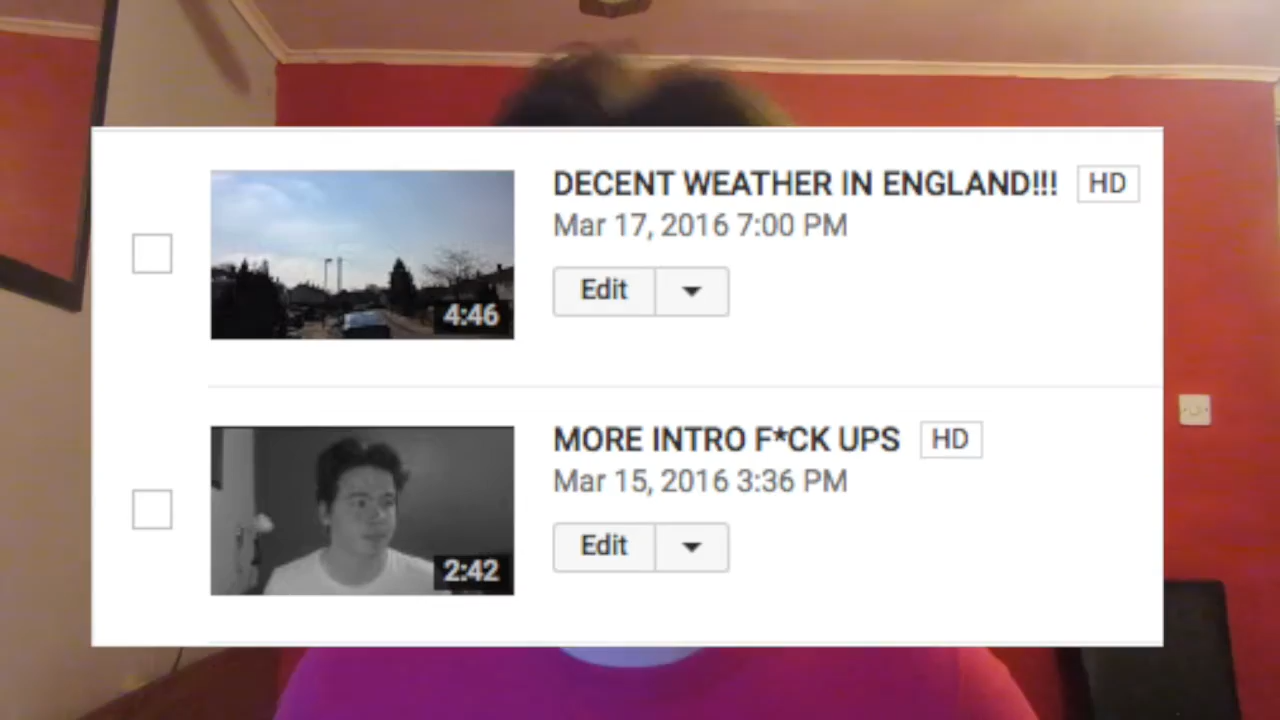 DECENT WEATHER IN ENGLAND!!! HD
Mar 17, 2016 7:00 PM
Edit
4:46
MORE INTRO F*CK UPS HD
Mar 15, 2016 3:36 PM
Edit
2:42